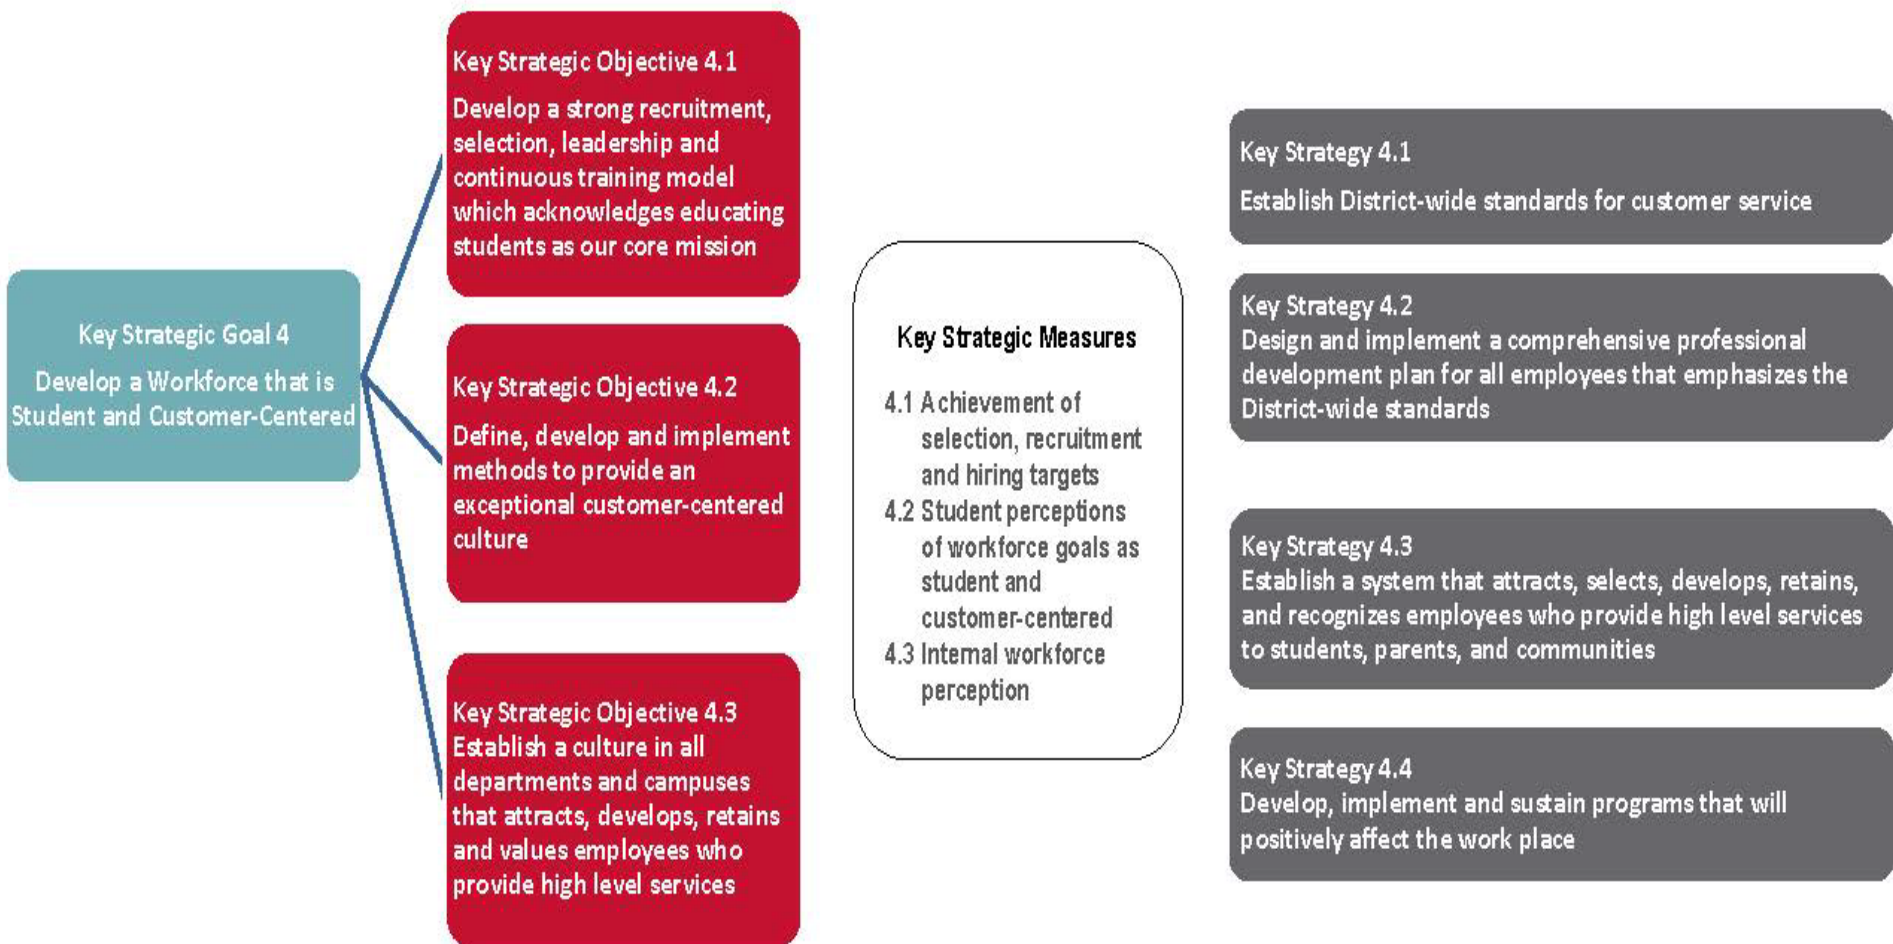 Key Strategic Goal 4
Develop a Workforce that is
Student and Customer-Centered
Key Strategic Objective 4.1
Develop a strong recruitment,
selection, leadership and
continuous training model
which acknowledges educating
students as our core mission
Key Strategic Objective 4.2
Define, develop and implement
methods to provide an
exceptional customer-centered
culture
Key Strategic Objective 4.3
Establish a culture in all
departments and campuses
that attracts, develops, retains
and values employees who
provide high level services
Key Strategic Measures
4.1 Achievement of
selection, recruitment
and hiring targets
4.2 Student perceptions
of workforce goals as
student and
customer-centered
4.3 Internal workforce
perception
Key Strategy 4.1
Establish District-wide standards for customer service
Key Strategy 4.2
Design and implement a comprehensive professional
development plan for all employees that emphasizes the
District-wide standards
Key Strategy 4.3
Establish a system that attracts, selects, develops, retains,
and recognizes employees who provide high level services
to students, parents, and communities
Key Strategy 4.4
Develop, implement and sustain programs that will
positively affect the work place